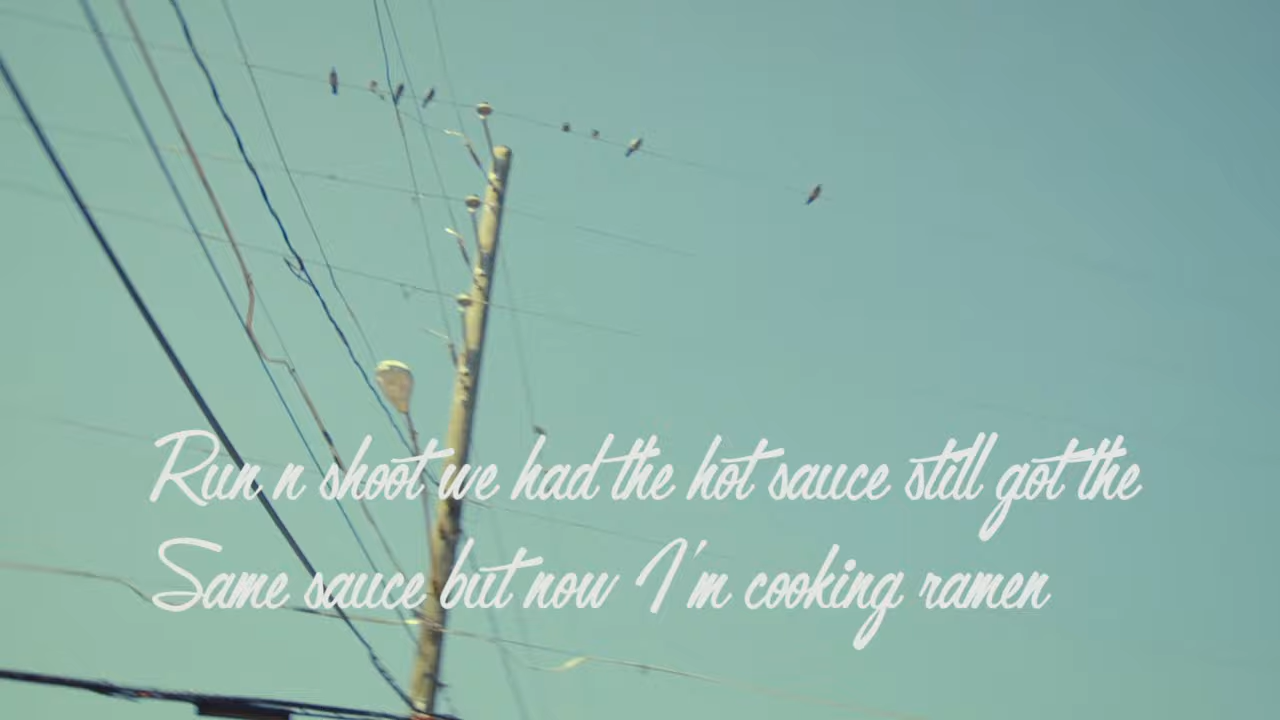 Run n shoot we had the hot sauce still got the
Same sauce but now I'm cooking ramen